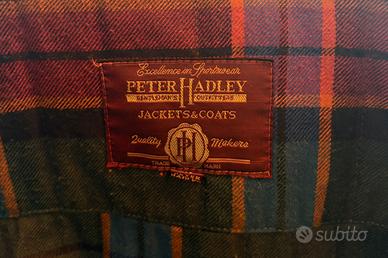 Excellence in Sportswear
PETER HADLEY
GENTLEMAN'S OUTFITTERS
JACKETS & COATS
Quality Makers
PH
TRADE MARK
subito